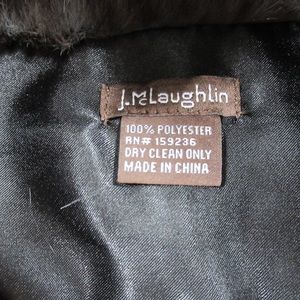 J.McLaughlin
100% POLYESTER
RN# 159236
DRY CLEAN ONLY
MADE IN CHINA